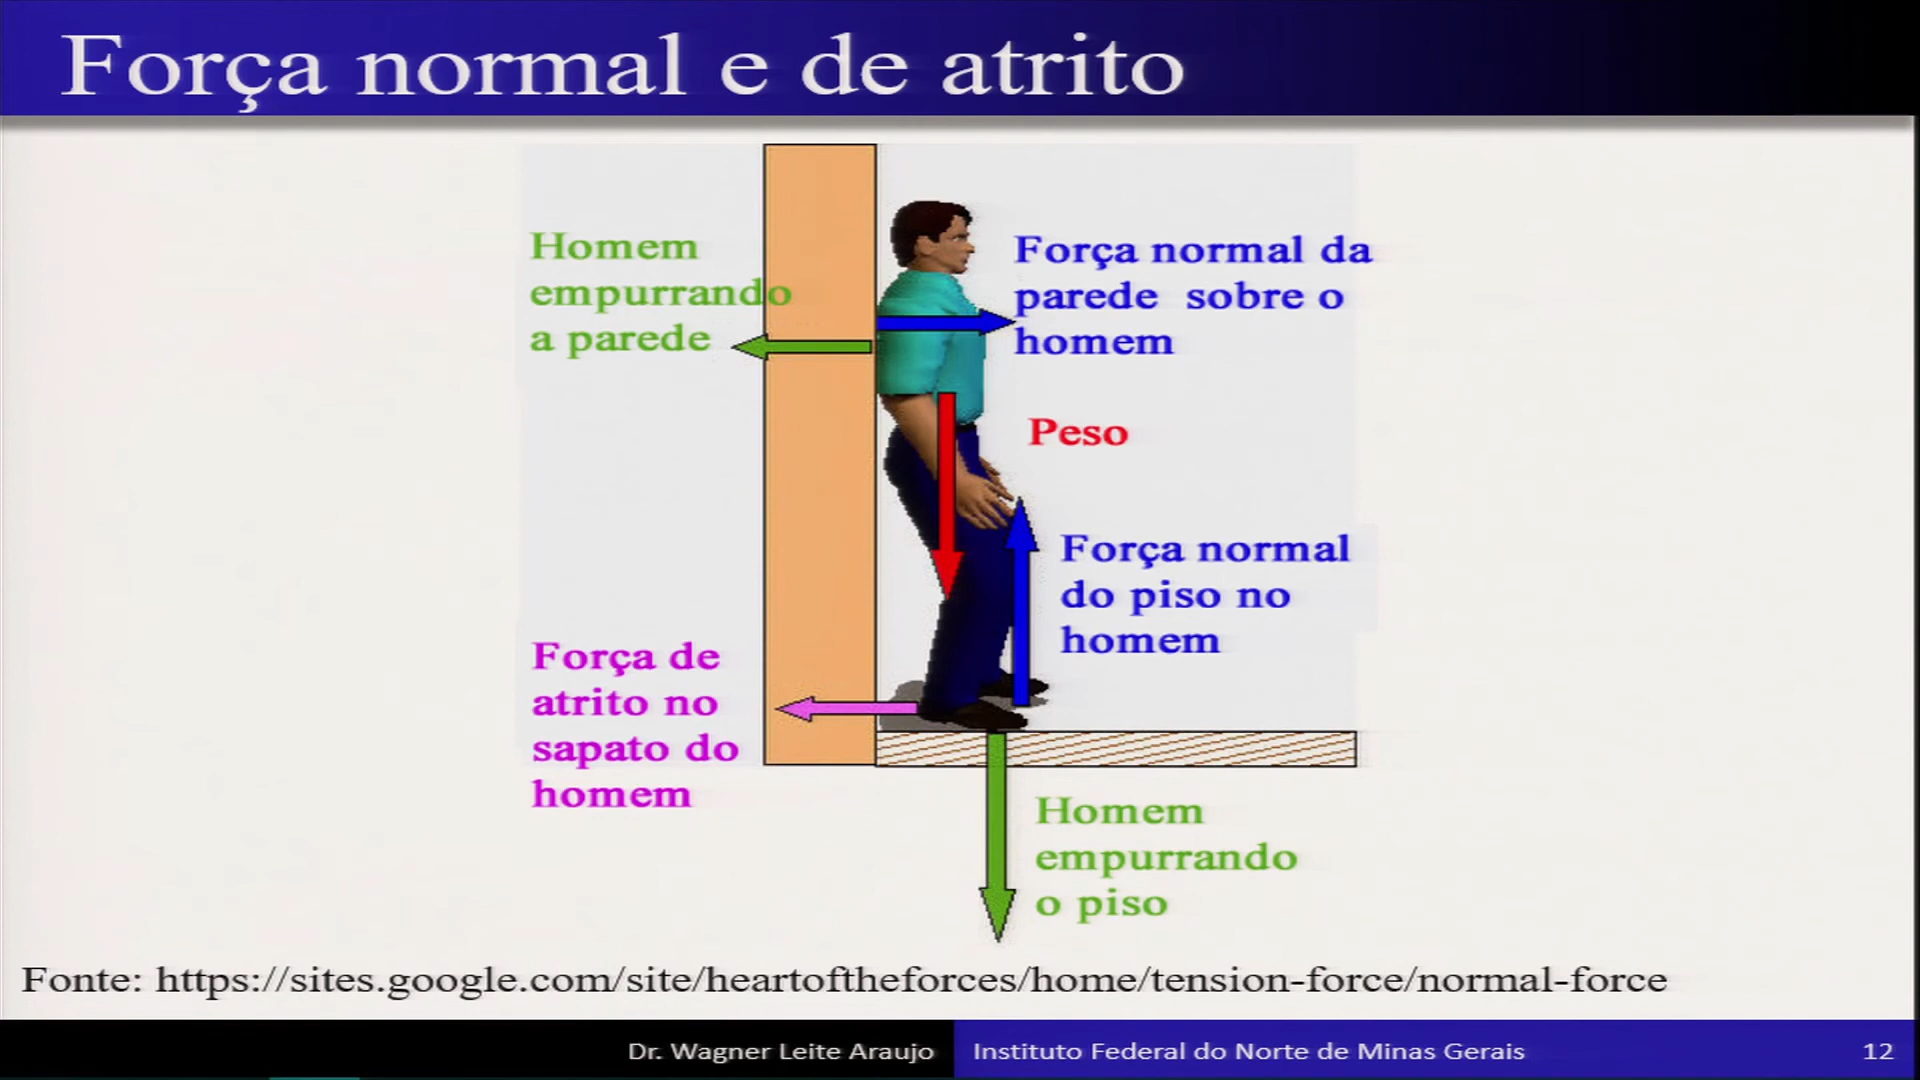 Força normal e de atrito
Homem
empurrando
a parede
Força normal da
parede sobre o
homem
Peso
Força normal
do piso no
homem
Força de
atrito no
sapato do
homem
Homem
empurrando
o piso
Fonte: https://sites.google.com/site/heartoftheforces/home/tension-force/normal-force
Dr. Wagner Leite Araujo
Instituto Federal do Norte de Minas Gerais
12